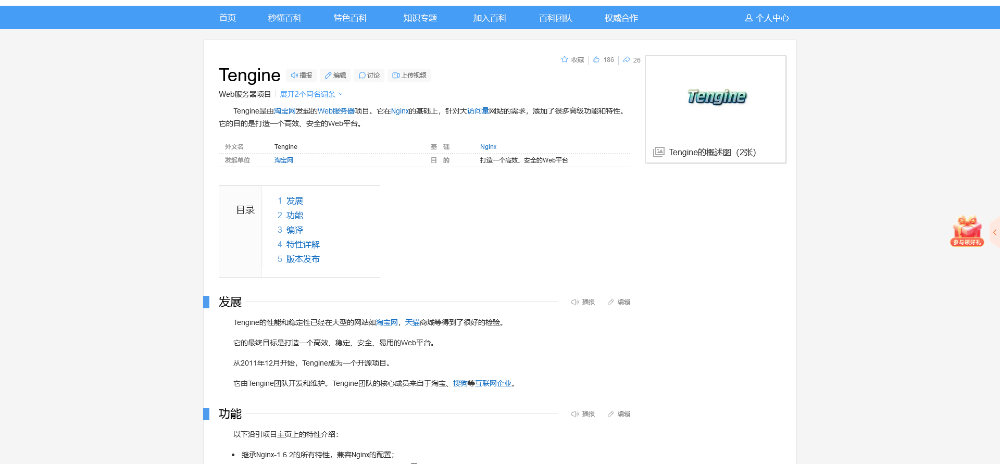 首页 秒懂百科 特色百科 知识专题 加入百科 百科团队 权威合作 个人中心
收藏 186 26
Tengine 播报 编辑 讨论 上传视频
Web服务器项目 展开2个同名词条
Tengine是由淘宝网发起的Web服务器项目。它在Nginx的基础上，针对大访问量网站的需求，添加了很多高级功能和特性。
它的目的是打造一个高效、安全的Web平台。
Tengine
Tengine的概述图（2张）
外文名 Tengine 基 础 Nginx
发起单位 淘宝网 目 的 打造一个高效、安全的Web平台
目录
1 发展
2 功能
3 编译
4 特性详解
5 版本发布
参与领好礼
发展 播报 编辑
Tengine的性能和稳定性已经在大型的网站如淘宝网，天猫商城等得到了很好的检验。
它的最终目标是打造一个高效、稳定、安全、易用的Web平台。
从2011年12月开始，Tengine成为一个开源项目。
它由Tengine团队开发和维护。Tengine团队的核心成员来自于淘宝、搜狗等互联网企业。
功能 播报 编辑
以下沿引项目主页上的特性介绍：
• 继承Nginx-1.6.2的所有特性，兼容Nginx的配置；